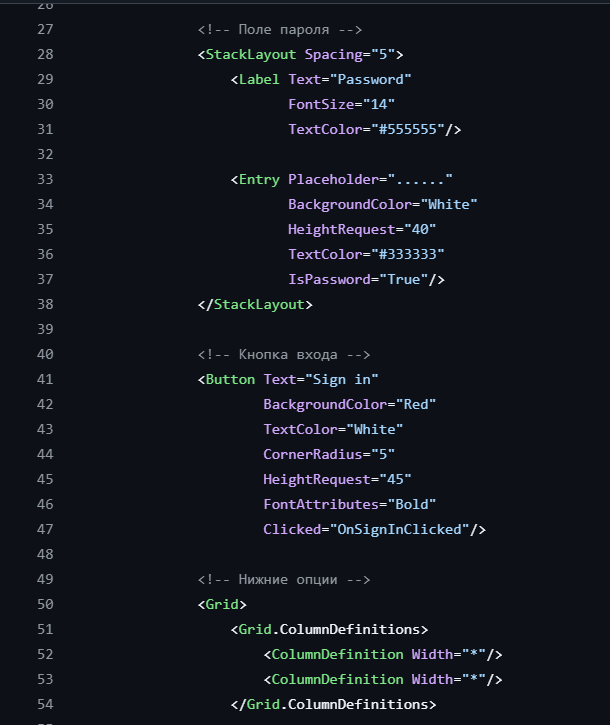 27 <!-- Поле пароля -->
28 <StackLayout Spacing="5">
29 <Label Text="Password"
30 FontSize="14"
31 TextColor="#555555"/>
32
33 <Entry Placeholder="······"
34 BackgroundColor="White"
35 HeightRequest="40"
36 TextColor="#333333"
37 IsPassword="True"/>
38 </StackLayout>
39
40 <!-- Кнопка входа -->
41 <Button Text="Sign in"
42 BackgroundColor="Red"
43 TextColor="White"
44 CornerRadius="5"
45 HeightRequest="45"
46 FontAttributes="Bold"
47 Clicked="OnSignInClicked"/>
48
49 <!-- Нижние опции -->
50 <Grid>
51 <Grid.ColumnDefinitions>
52 <ColumnDefinition Width="*"/>
53 <ColumnDefinition Width="*"/>
54 </Grid.ColumnDefinitions>